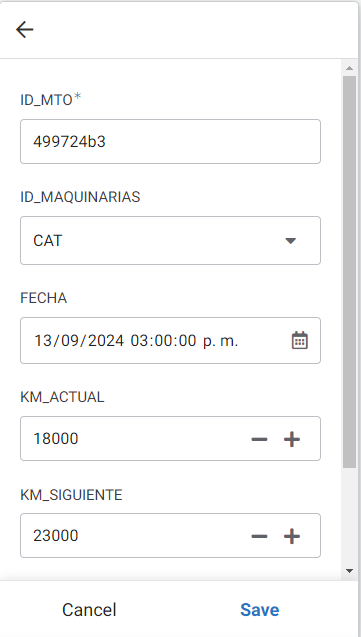 ID_MTO*
499724b3
ID_MAQUINARIAS
CAT
FECHA
13/09/2024 03:00:00 p. m.
KM_ACTUAL
18000
KM_SIGUIENTE
23000
Cancel Save